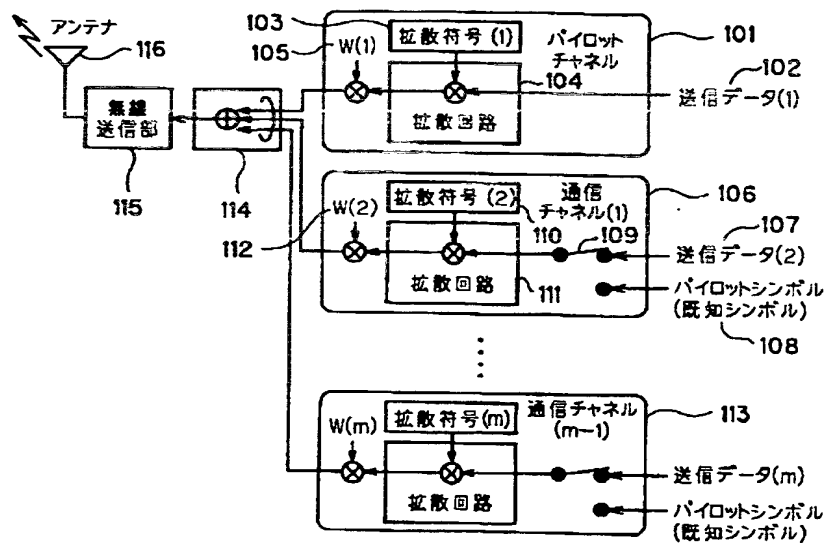 アンテナ
116
無線
送信部
115
114
103
拡散符号(1)
105
W(1)
パイロット
チャネル
101
104
拡散回路
102
送信データ(1)
拡散符号(2)
通信
チャネル(1)
106
W(2)
112
110
109
107
送信データ(2)
拡散回路
111
パイロットシンボル
(既知シンボル)
108
拡散符号(m)
通信チャネル
(m-1)
113
W(m)
送信データ(m)
拡散回路
パイロットシンボル
(既知シンボル)